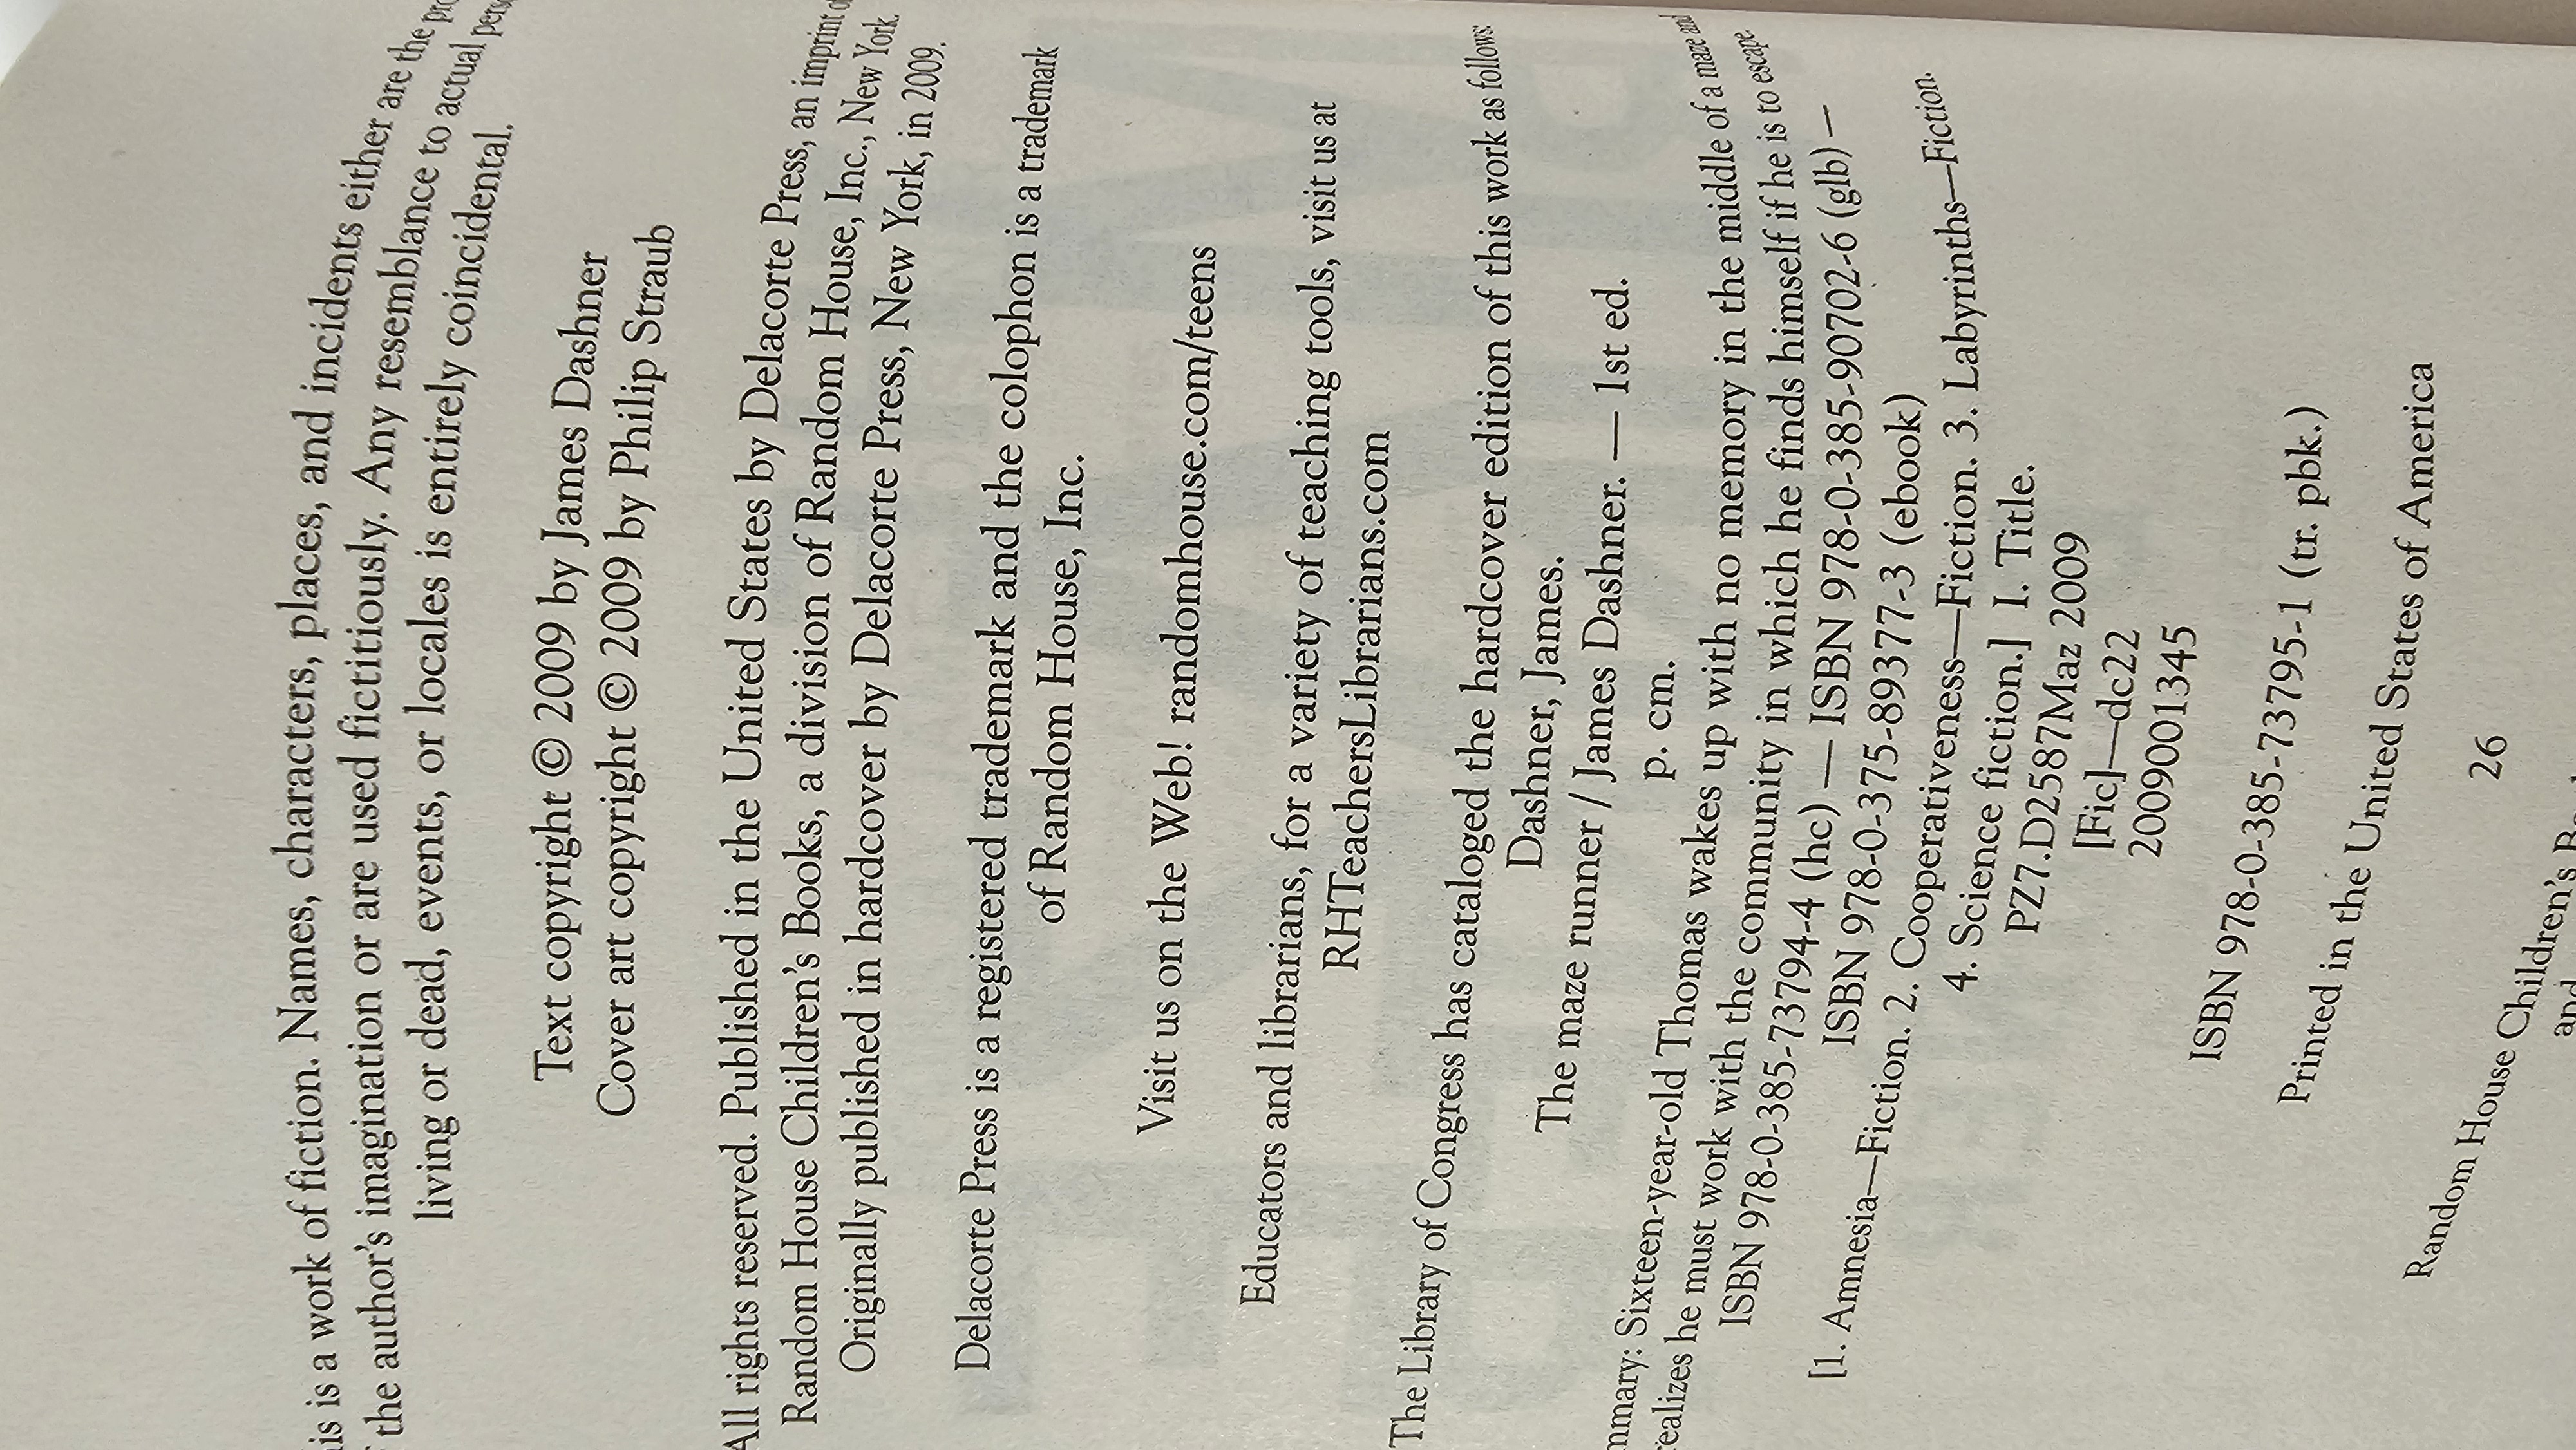 is is a work of fiction. Names, characters, places, and incidents either are the pro
the author's imagination or are used fictitiously. Any resemblance to actual pers
living or dead, events, or locales is entirely coincidental.
Text copyright © 2009 by James Dashner
Cover art copyright © 2009 by Philip Straub
All rights reserved. Published in the United States by Delacorte Press, an imprint of
Random House Children's Books, a division of Random House, Inc., New York.
Originally published in hardcover by Delacorte Press, New York, in 2009.
Delacorte Press is a registered trademark and the colophon is a trademark
of Random House, Inc.
Visit us on the Web! randomhouse.com/teens
Educators and librarians, for a variety of teaching tools, visit us at
RHTeachersLibrarians.com
The Library of Congress has cataloged the hardcover edition of this work as follows:
Dashner, James.
The maze runner / James Dashner. — 1st ed.
p. cm.
mmary: Sixteen-year-old Thomas wakes up with no memory in the middle of a maze and
realizes he must work with the community in which he finds himself if he is to escape.
ISBN 978-0-385-73794-4 (hc) — ISBN 978-0-385-90702-6 (glb) —
ISBN 978-0-375-89377-3 (ebook)
[1. Amnesia—Fiction. 2. Cooperativeness—Fiction. 3. Labyrinths—Fiction.
4. Science fiction.] I. Title.
PZ7.D2587Maz 2009
[Fic]—dc22
2009001345
ISBN 978-0-385-73795-1 (tr. pbk.)
Printed in the United States of America
26
Random House Children's B
and